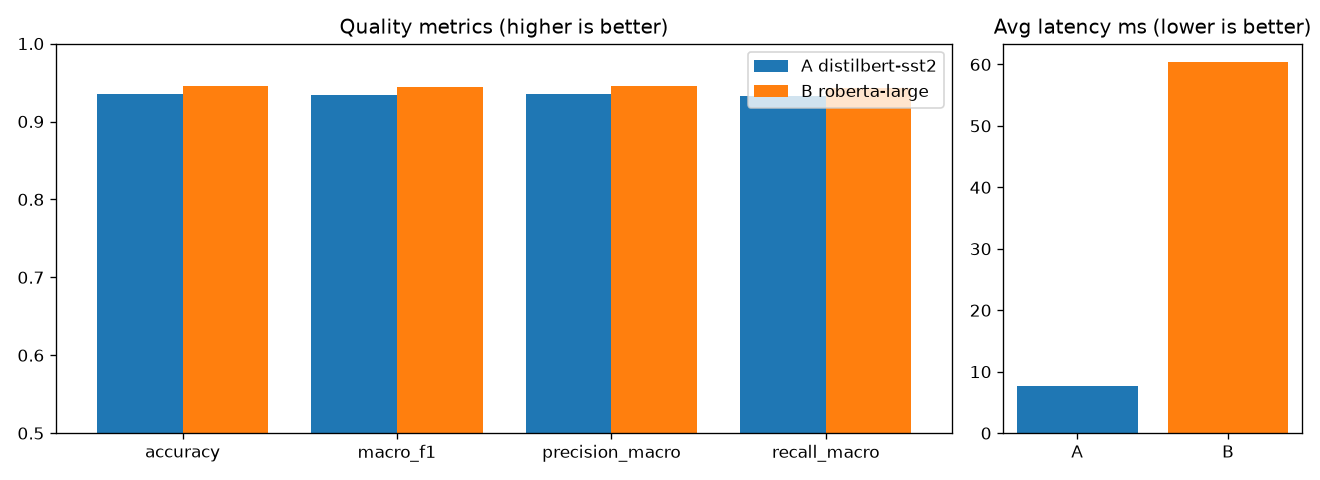 Quality metrics (higher is better)
1.0
0.9
0.8
0.7
0.6
0.5
A distilbert-sst2
B roberta-large
accuracy
macro_f1
precision_macro
recall_macro
Avg latency ms (lower is better)
60
50
40
30
20
10
0
A
B